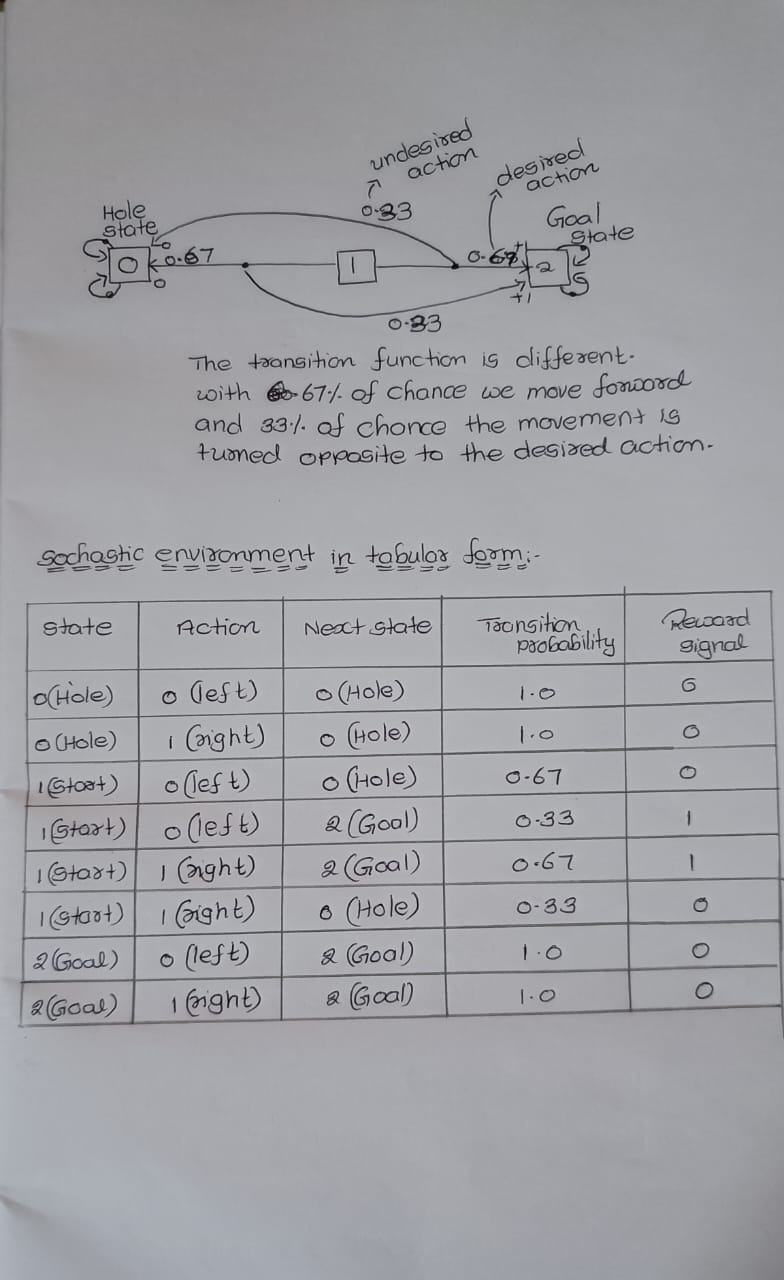 undesired
action
desired
action
0.33
Hole
state
Goal
state
0
0.67
0
0
1
0.67
+1
2
+1
0.33
The transition function is different.
with 67% of chance we move forword
and 33% of chance the movement is
turned opposite to the desired action.
Sochastic environment in tabular form:-
State Action Next state Transition probability Reward signal
0(Hole) 0 (left) 0 (Hole) 1.0 0
0 (Hole) 1 (right) 0 (Hole) 1.0 0
1(Start) 0(left) 0 (Hole) 0.67 0
1(Start) 0(left) 2(Goal) 0.33 1
1(Start) 1(right) 2(Goal) 0.67 1
1(Start) 1(right) 0 (Hole) 0.33 0
2(Goal) 0 (left) 2 (Goal) 1.0 0
2(Goal) 1(right) 2 (Goal) 1.0 0